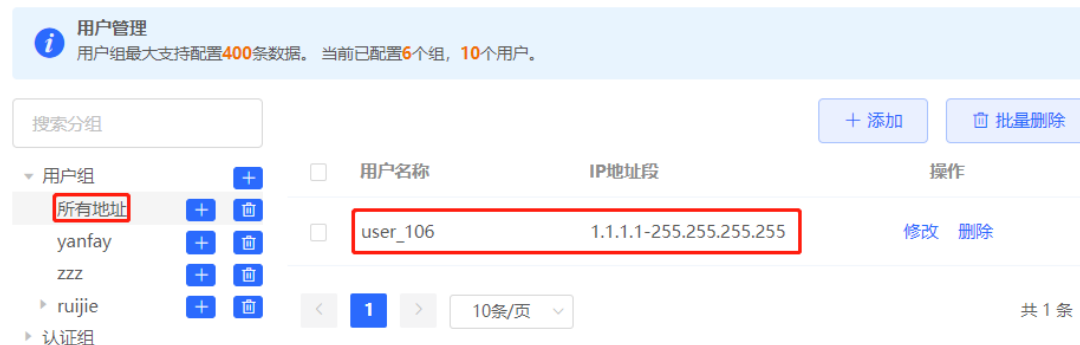 用户管理
用户组最大支持配置400条数据。 当前已配置6个组，10个用户。
搜索分组
添加
批量删除
用户组
所有地址
yanfay
zzz
ruijie
认证组
用户名称 IP地址段 操作
user_106 1.1.1.1-255.255.255.255 修改 删除
1 10条/页 共 1 条